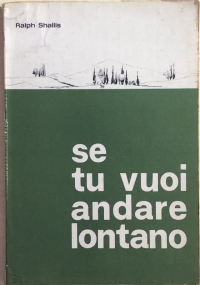 Ralph Shallis
se
tu vuoi
andare
lontano